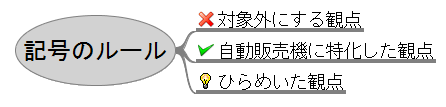 記号のルール
対象外にする観点
自動販売機に特化した観点
ひらめいた観点